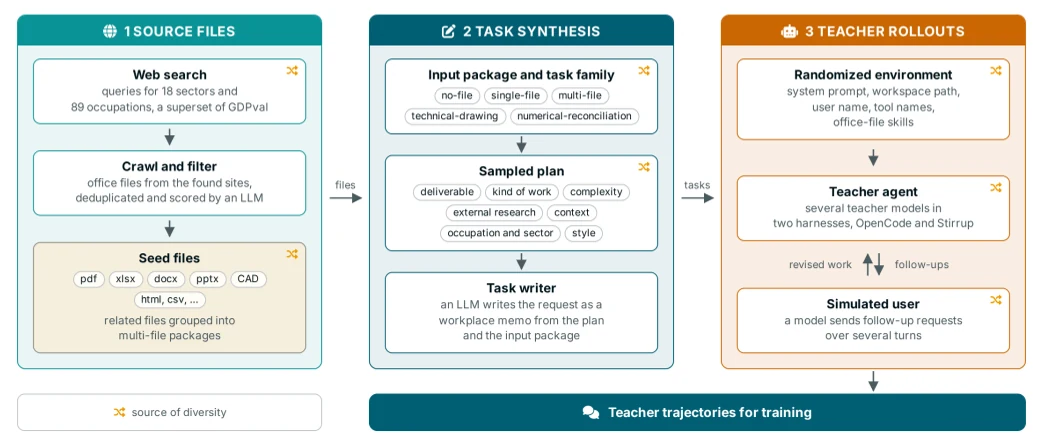 1 SOURCE FILES
Web search
queries for 18 sectors and
89 occupations, a superset of GDPval
Crawl and filter
office files from the found sites,
deduplicated and scored by an LLM
Seed files
pdf xlsx docx pptx CAD
html, csv, ...
related files grouped into
multi-file packages
source of diversity
files
2 TASK SYNTHESIS
Input package and task family
no-file single-file multi-file
technical-drawing numerical-reconciliation
Sampled plan
deliverable kind of work complexity
external research context
occupation and sector style
Task writer
an LLM writes the request as a
workplace memo from the plan
and the input package
tasks
3 TEACHER ROLLOUTS
Randomized environment
system prompt, workspace path,
user name, tool names,
office-file skills
Teacher agent
several teacher models in
two harnesses, OpenCode and Stirrup
revised work follow-ups
Simulated user
a model sends follow-up requests
over several turns
Teacher trajectories for training